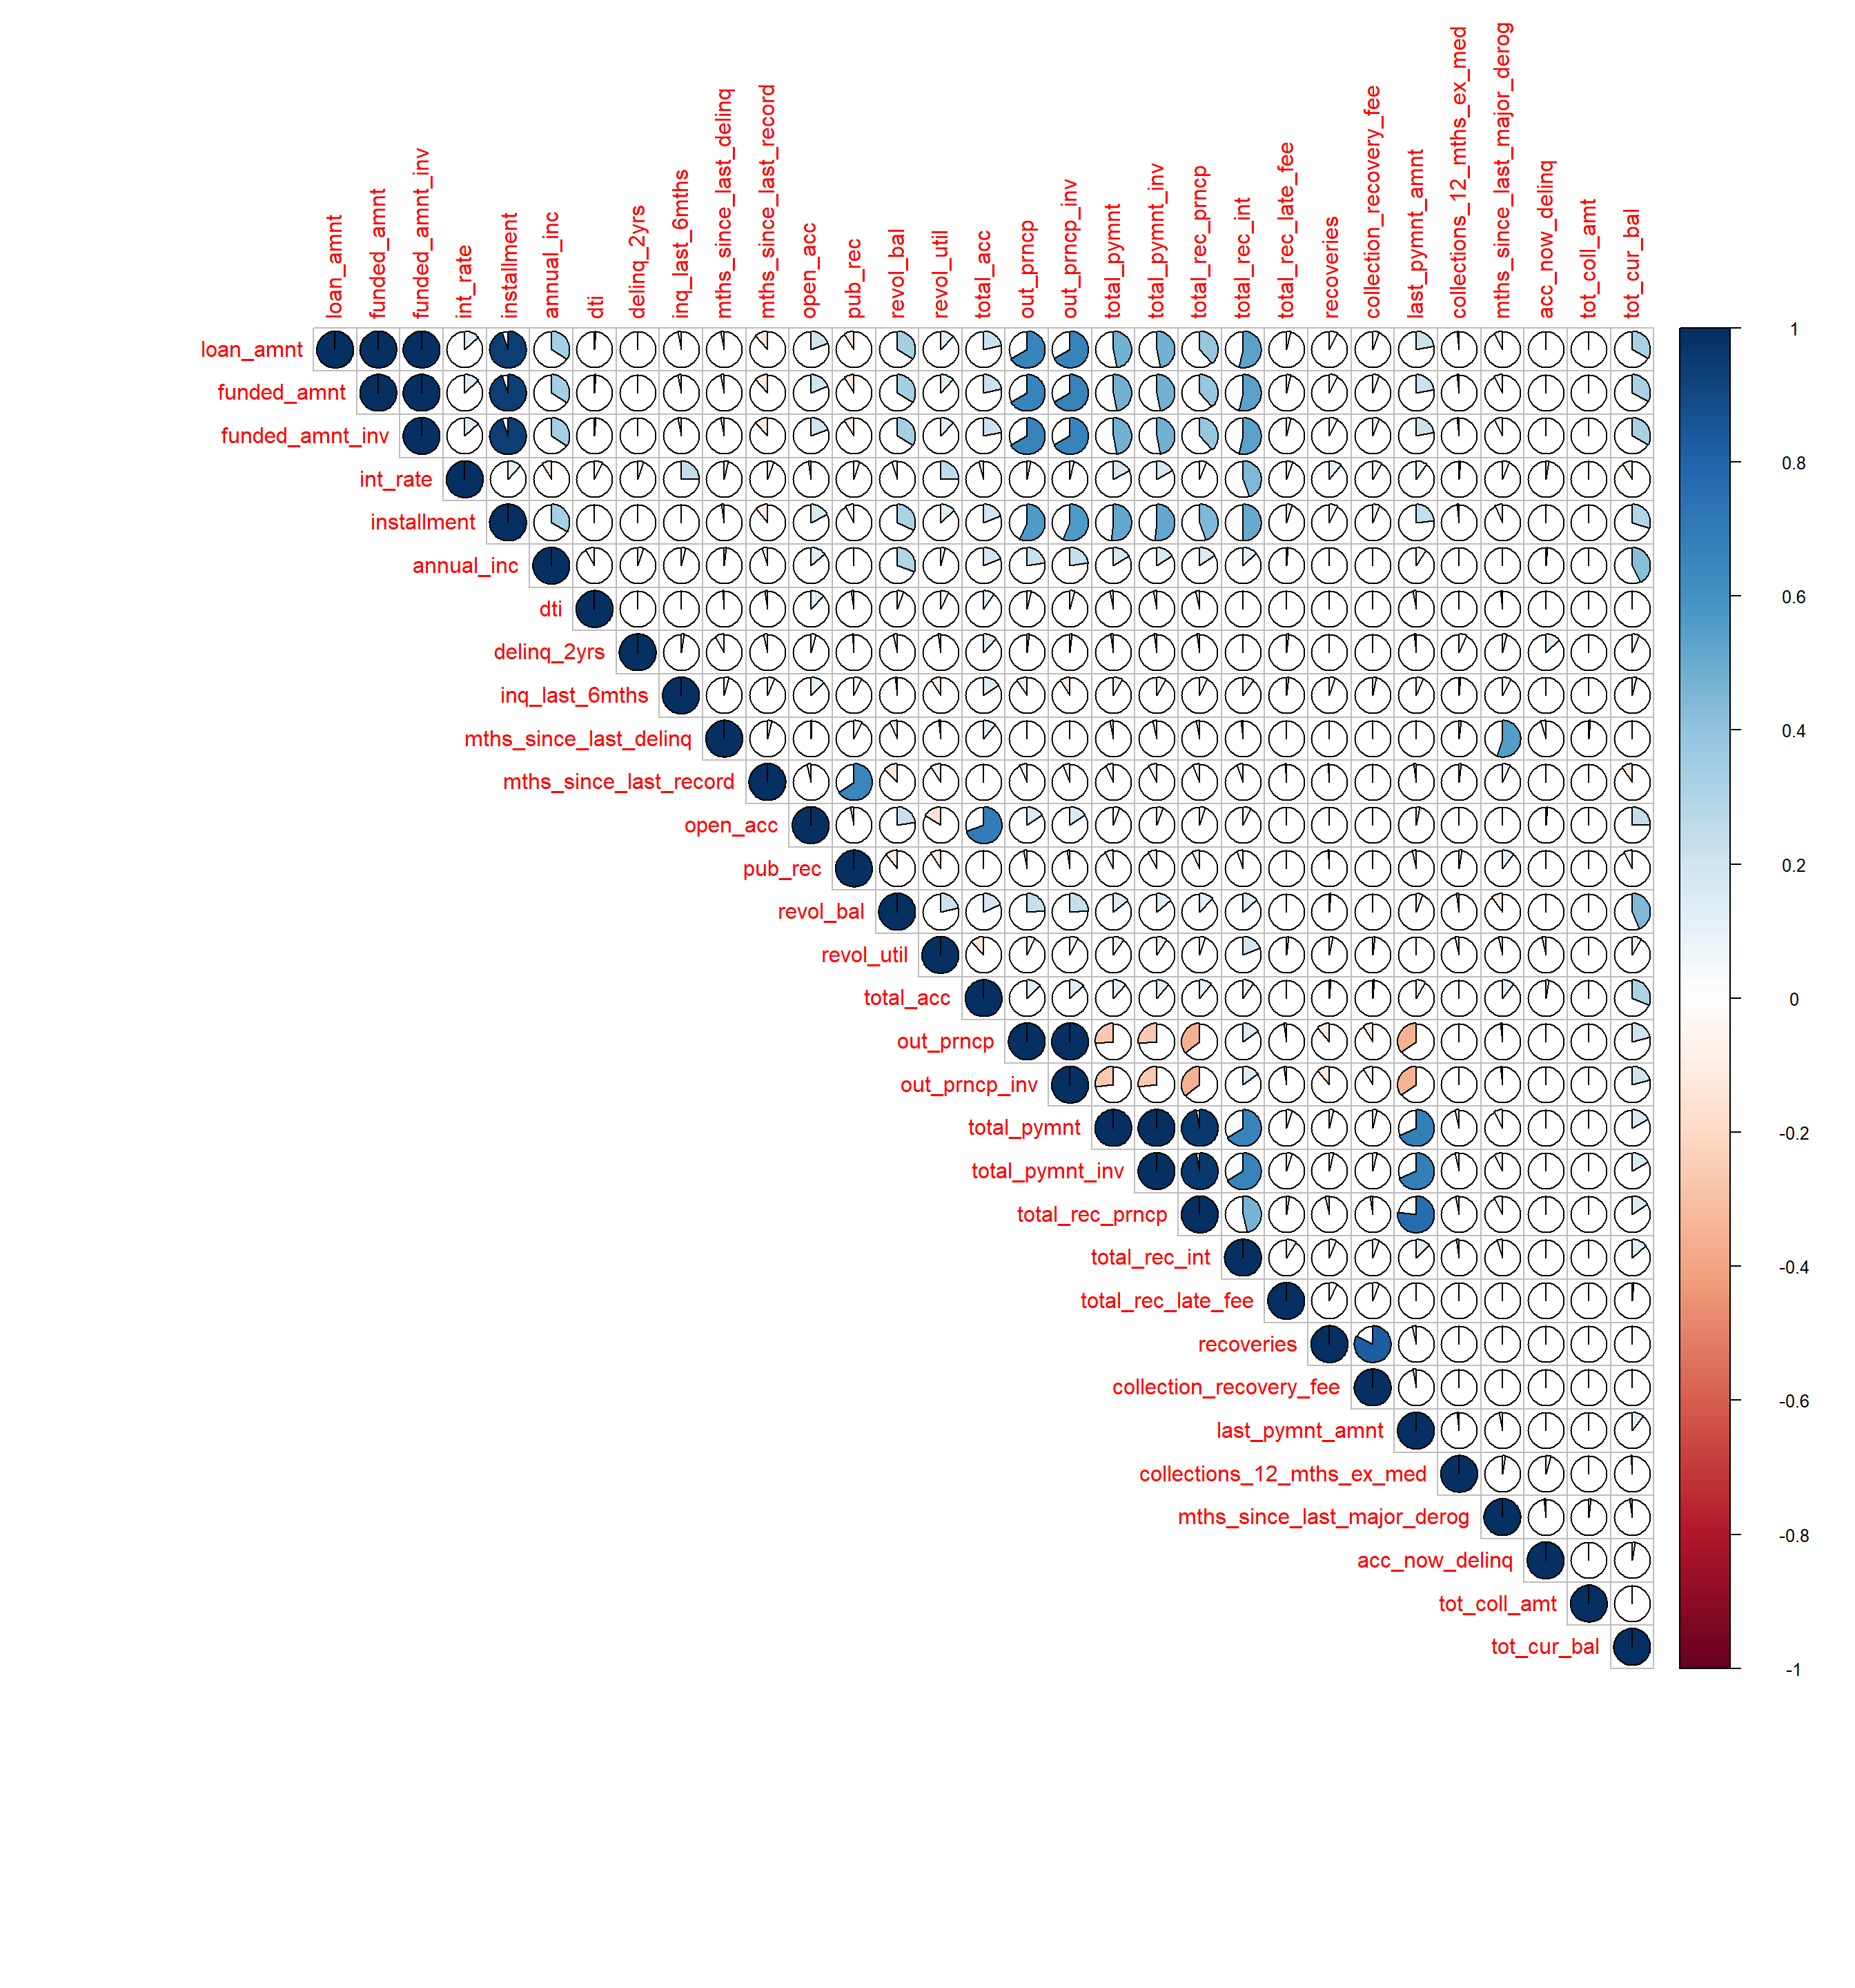 loan_amnt
funded_amnt
funded_amnt_inv
int_rate
installment
annual_inc
dti
delinq_2yrs
inq_last_6mths
mths_since_last_delinq
mths_since_last_record
open_acc
pub_rec
revol_bal
revol_util
total_acc
out_prncp
out_prncp_inv
total_pymnt
total_pymnt_inv
total_rec_prncp
total_rec_int
total_rec_late_fee
recoveries
collection_recovery_fee
last_pymnt_amnt
collections_12_mths_ex_med
mths_since_last_major_derog
acc_now_delinq
tot_coll_amt
tot_cur_bal
loan_amnt
funded_amnt
funded_amnt_inv
int_rate
installment
annual_inc
dti
delinq_2yrs
inq_last_6mths
mths_since_last_delinq
mths_since_last_record
open_acc
pub_rec
revol_bal
revol_util
total_acc
out_prncp
out_prncp_inv
total_pymnt
total_pymnt_inv
total_rec_prncp
total_rec_int
total_rec_late_fee
recoveries
collection_recovery_fee
last_pymnt_amnt
collections_12_mths_ex_med
mths_since_last_major_derog
acc_now_delinq
tot_coll_amt
tot_cur_bal
1
0.8
0.6
0.4
0.2
0
-0.2
-0.4
-0.6
-0.8
-1